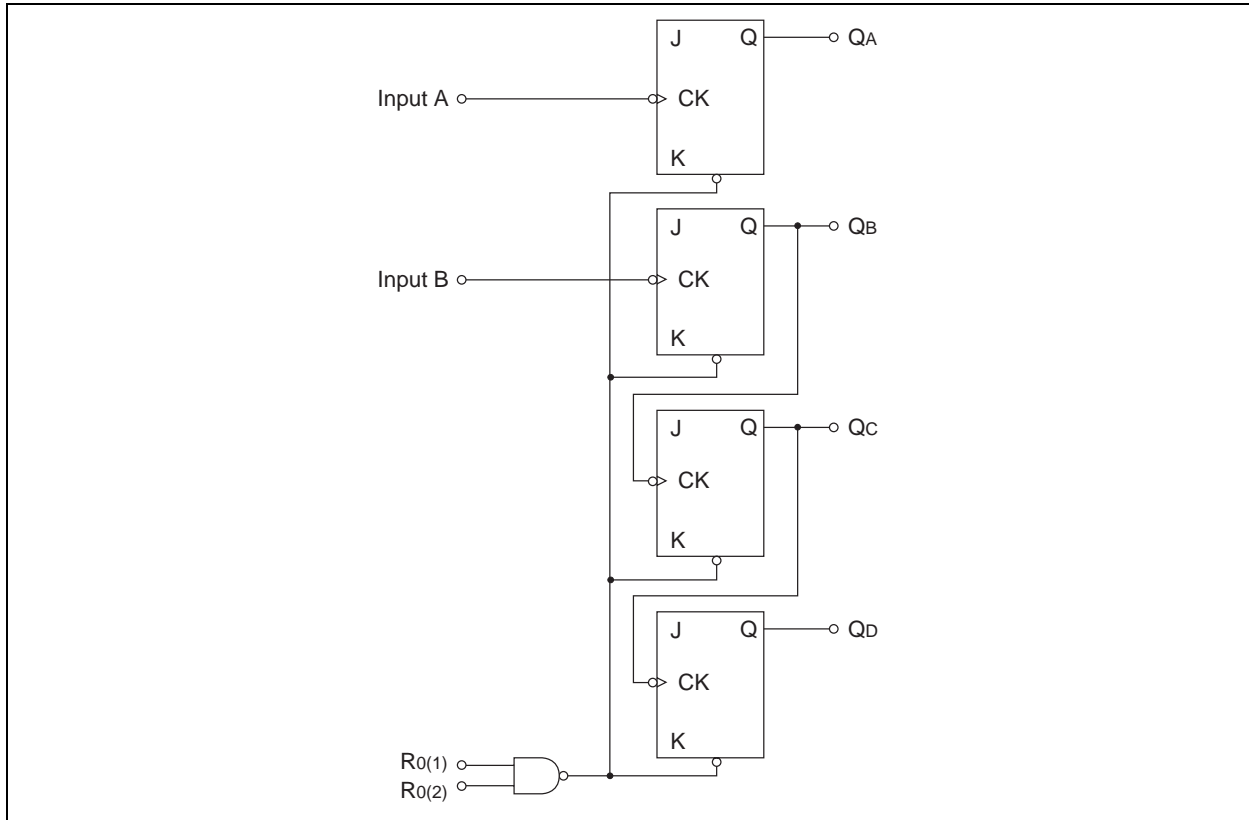 J Q QA
Input A CK
K
J Q QB
Input B CK
K
J Q QC
CK
K
J Q QD
CK
K
R0(1)
R0(2)